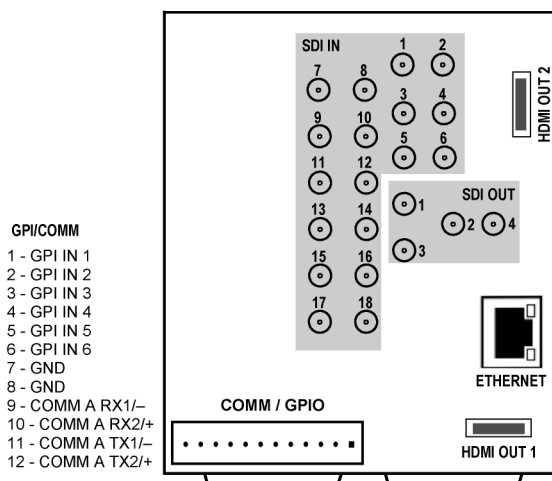 SDI IN
1 2
7 8
3 4
9 10
5 6
11 12
SDI OUT
1
2 4
13 14
3
15 16
17 18
HDMI OUT 2
ETHERNET
HDMI OUT 1
COMM / GPIO
GPI/COMM
1 - GPI IN 1
2 - GPI IN 2
3 - GPI IN 3
4 - GPI IN 4
5 - GPI IN 5
6 - GPI IN 6
7 - GND
8 - GND
9 - COMM A RX1/–
10 - COMM A RX2/+
11 - COMM A TX1/–
12 - COMM A TX2/+